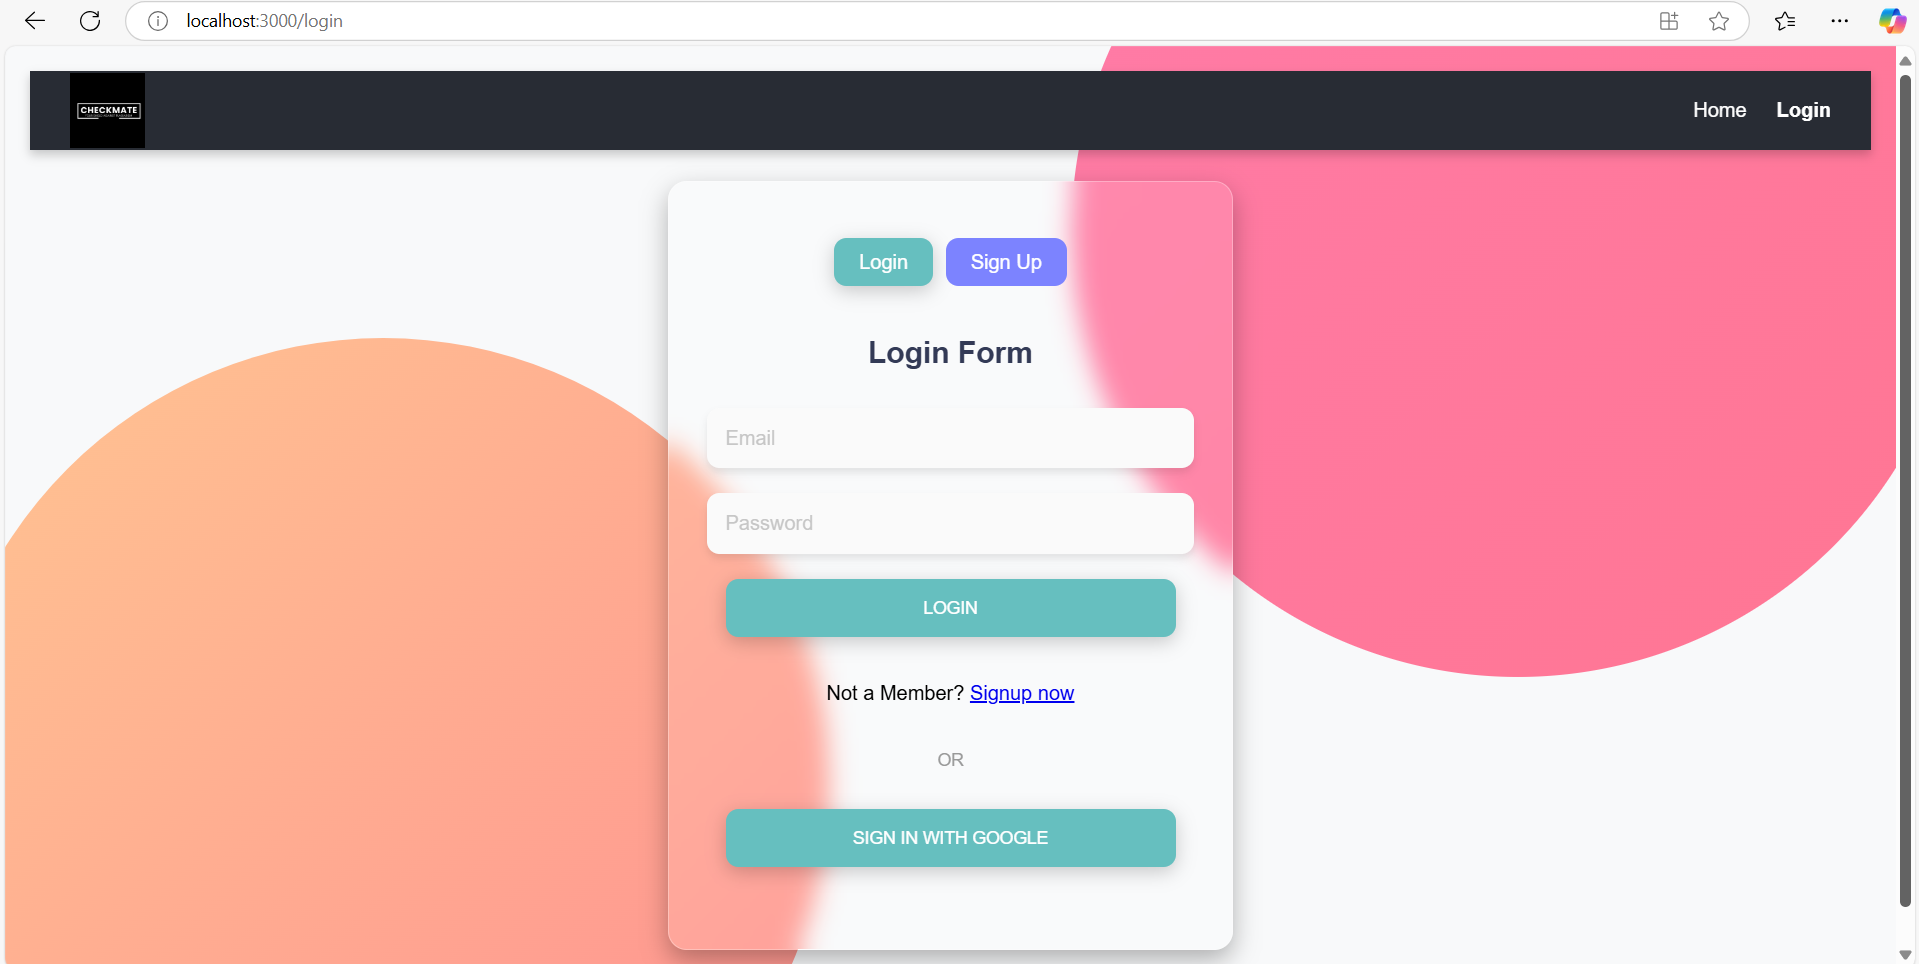 localhost:3000/login
CHECKMATE
Home Login
Login Sign Up
Login Form
Email
Password
LOGIN
Not a Member? Signup now
OR
SIGN IN WITH GOOGLE